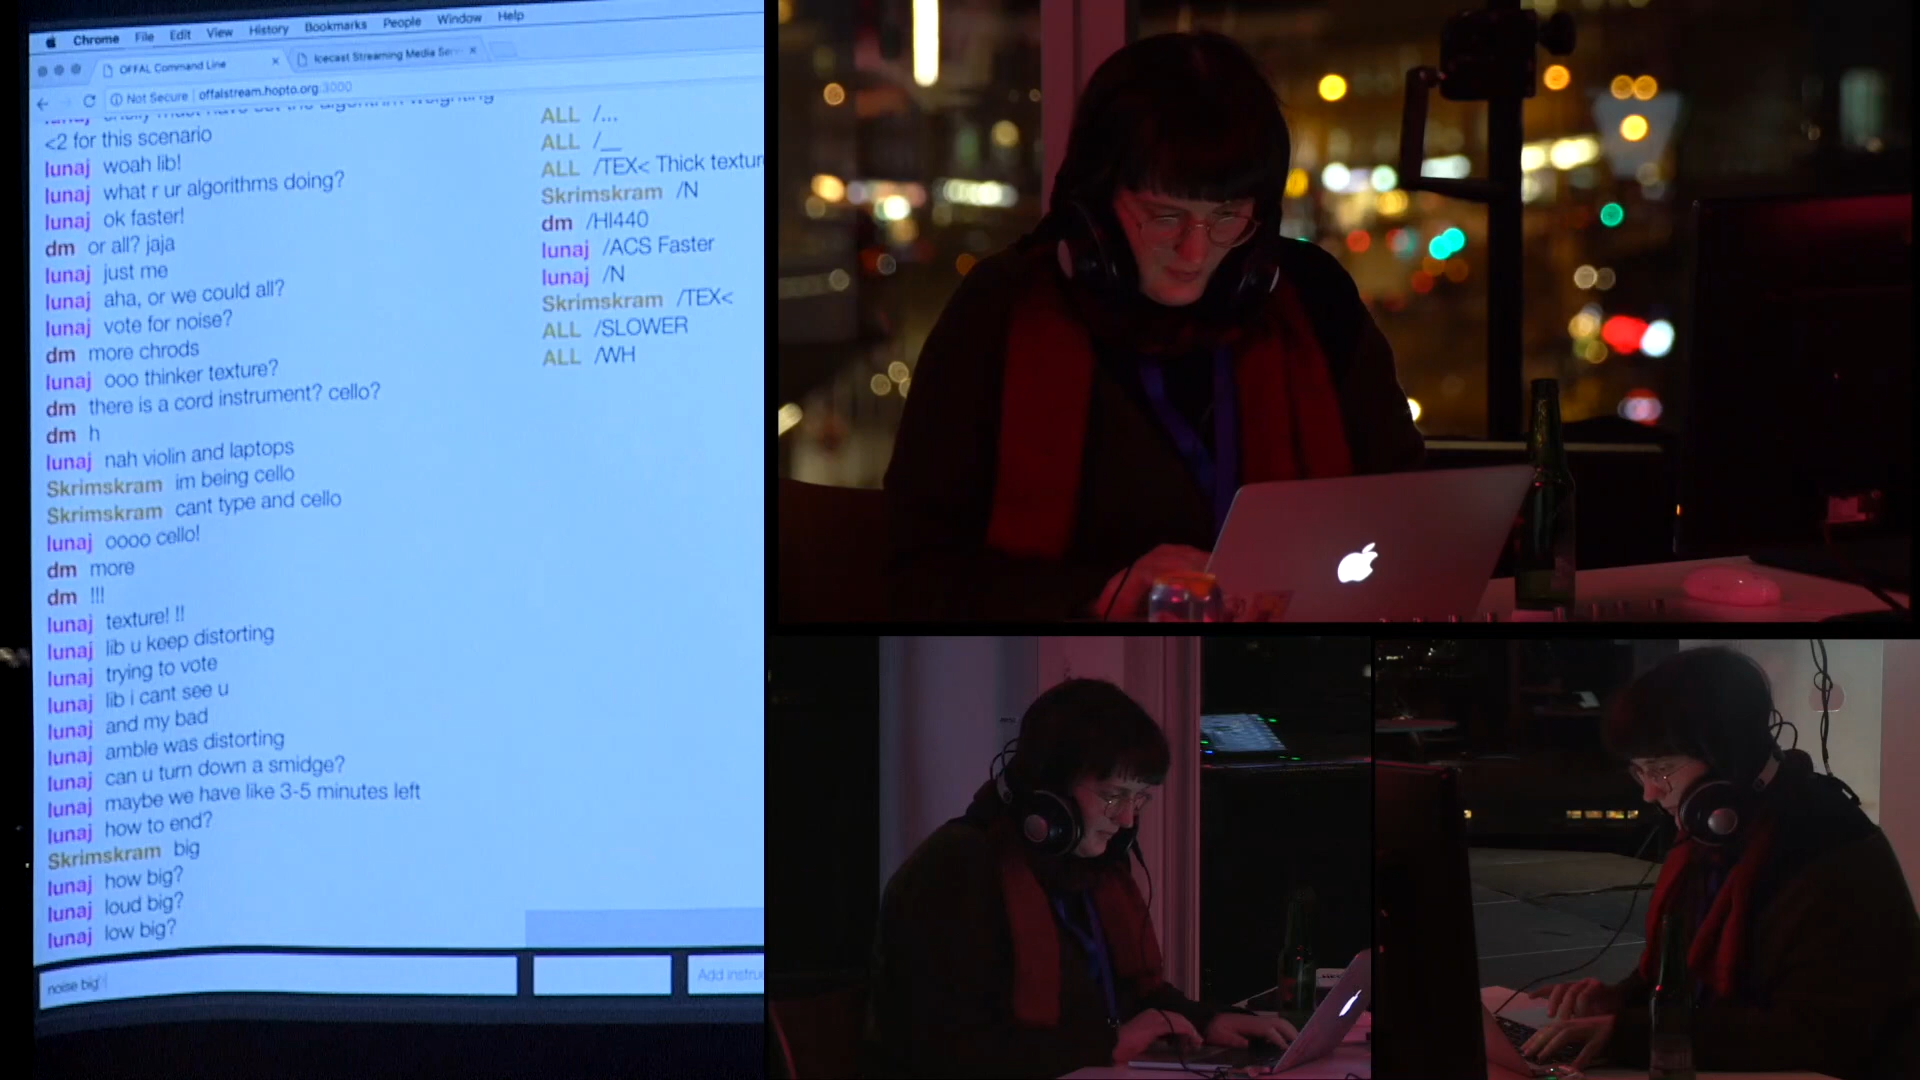 Chrome File Edit View History Bookmarks People Window Help
OFFAL Command Line
Icecast Streaming Media
Not Secure offalstream.hopto.org:3000
<2 for this scenario
lunaj woah lib!
lunaj what r ur algorithms doing?
lunaj ok faster!
dm or all? jaja
lunaj just me
lunaj aha, or we could all?
lunaj vote for noise?
dm more chrods
lunaj ooo thinker texture?
dm there is a cord instrument? cello?
dm h
lunaj nah violin and laptops
Skrimskram im being cello
Skrimskram cant type and cello
lunaj oooo cello!
dm more
dm !!!
lunaj texture! !!
lunaj lib u keep distorting
lunaj trying to vote
lunaj lib i cant see u
lunaj and my bad
lunaj amble was distorting
lunaj can u turn down a smidge?
lunaj maybe we have like 3-5 minutes left
lunaj how to end?
Skrimskram big
lunaj how big?
lunaj loud big?
lunaj low big?
noise big
ALL /...
ALL /__
ALL /TEX< Thick
Skrimskram /N
dm /HI440
lunaj /ACS Faster
lunaj /N
Skrimskram /TEX<
ALL /SLOWER
ALL /WH
Add